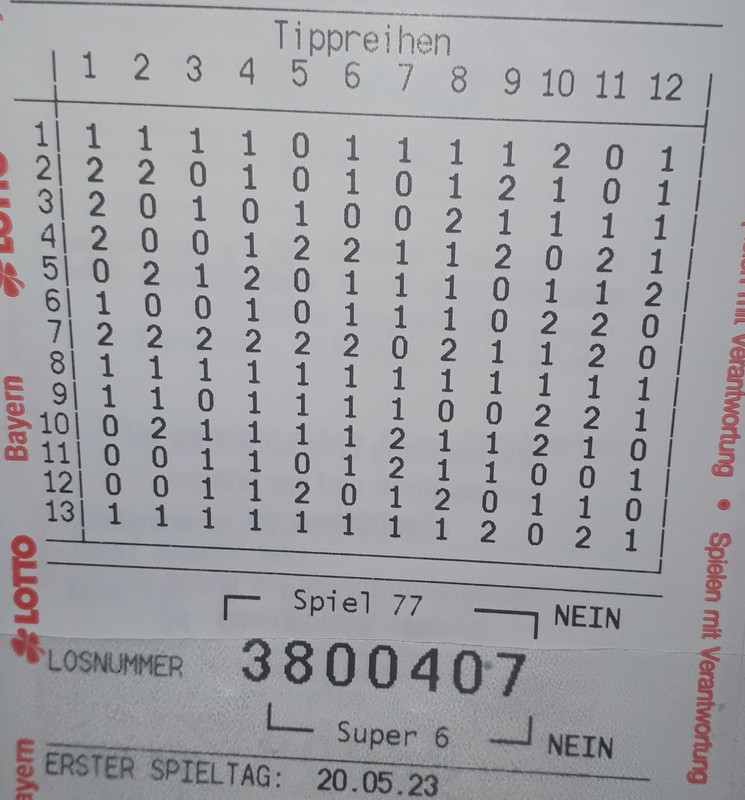 Tippreihen
1 2 3 4 5 6 7 8 9 10 11 12
1 1 1 1 1 0 1 1 1 1 2 0 1
2 2 2 0 1 0 1 0 1 2 1 0 1
3 2 0 1 0 1 0 0 2 1 1 1 1
4 2 0 0 1 2 2 1 1 2 0 2 1
5 0 2 1 2 0 1 1 1 0 1 1 2
6 1 0 0 1 0 1 1 1 0 2 2 0
7 2 2 2 2 2 2 0 2 1 1 2 0
8 1 1 1 1 1 1 1 1 1 1 1 1
9 1 1 0 1 1 1 1 0 0 2 2 1
10 0 2 1 1 1 1 2 1 1 2 1 0
11 0 0 1 1 0 1 2 1 1 0 0 1
12 0 0 1 1 2 0 1 2 0 1 1 0
13 1 1 1 1 1 1 1 1 2 0 2 1
Spiel 77 NEIN
LOSNUMMER 3800407
Super 6 NEIN
ERSTER SPIELTAG: 20.05.23
LOTTO Bayern
mit Verantwortung • Spielen mit Verantwortung